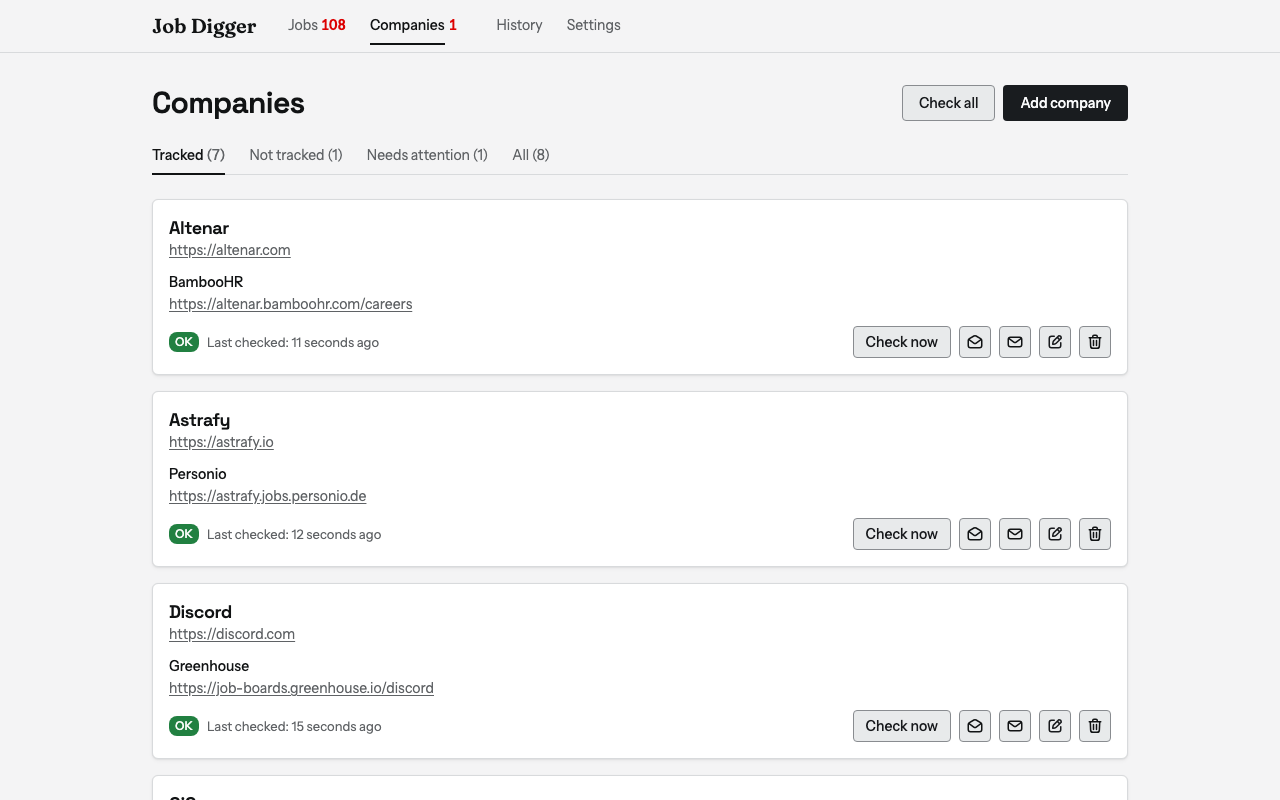 Job Digger Jobs 108 Companies 1 History Settings
Companies Check all Add company
Tracked (7) Not tracked (1) Needs attention (1) All (8)
Altenar
https://altenar.com
BambooHR
https://altenar.bamboohr.com/careers
OK Last checked: 11 seconds ago Check now
Astrafy
https://astrafy.io
Personio
https://astrafy.jobs.personio.de
OK Last checked: 12 seconds ago Check now
Discord
https://discord.com
Greenhouse
https://job-boards.greenhouse.io/discord
OK Last checked: 15 seconds ago Check now